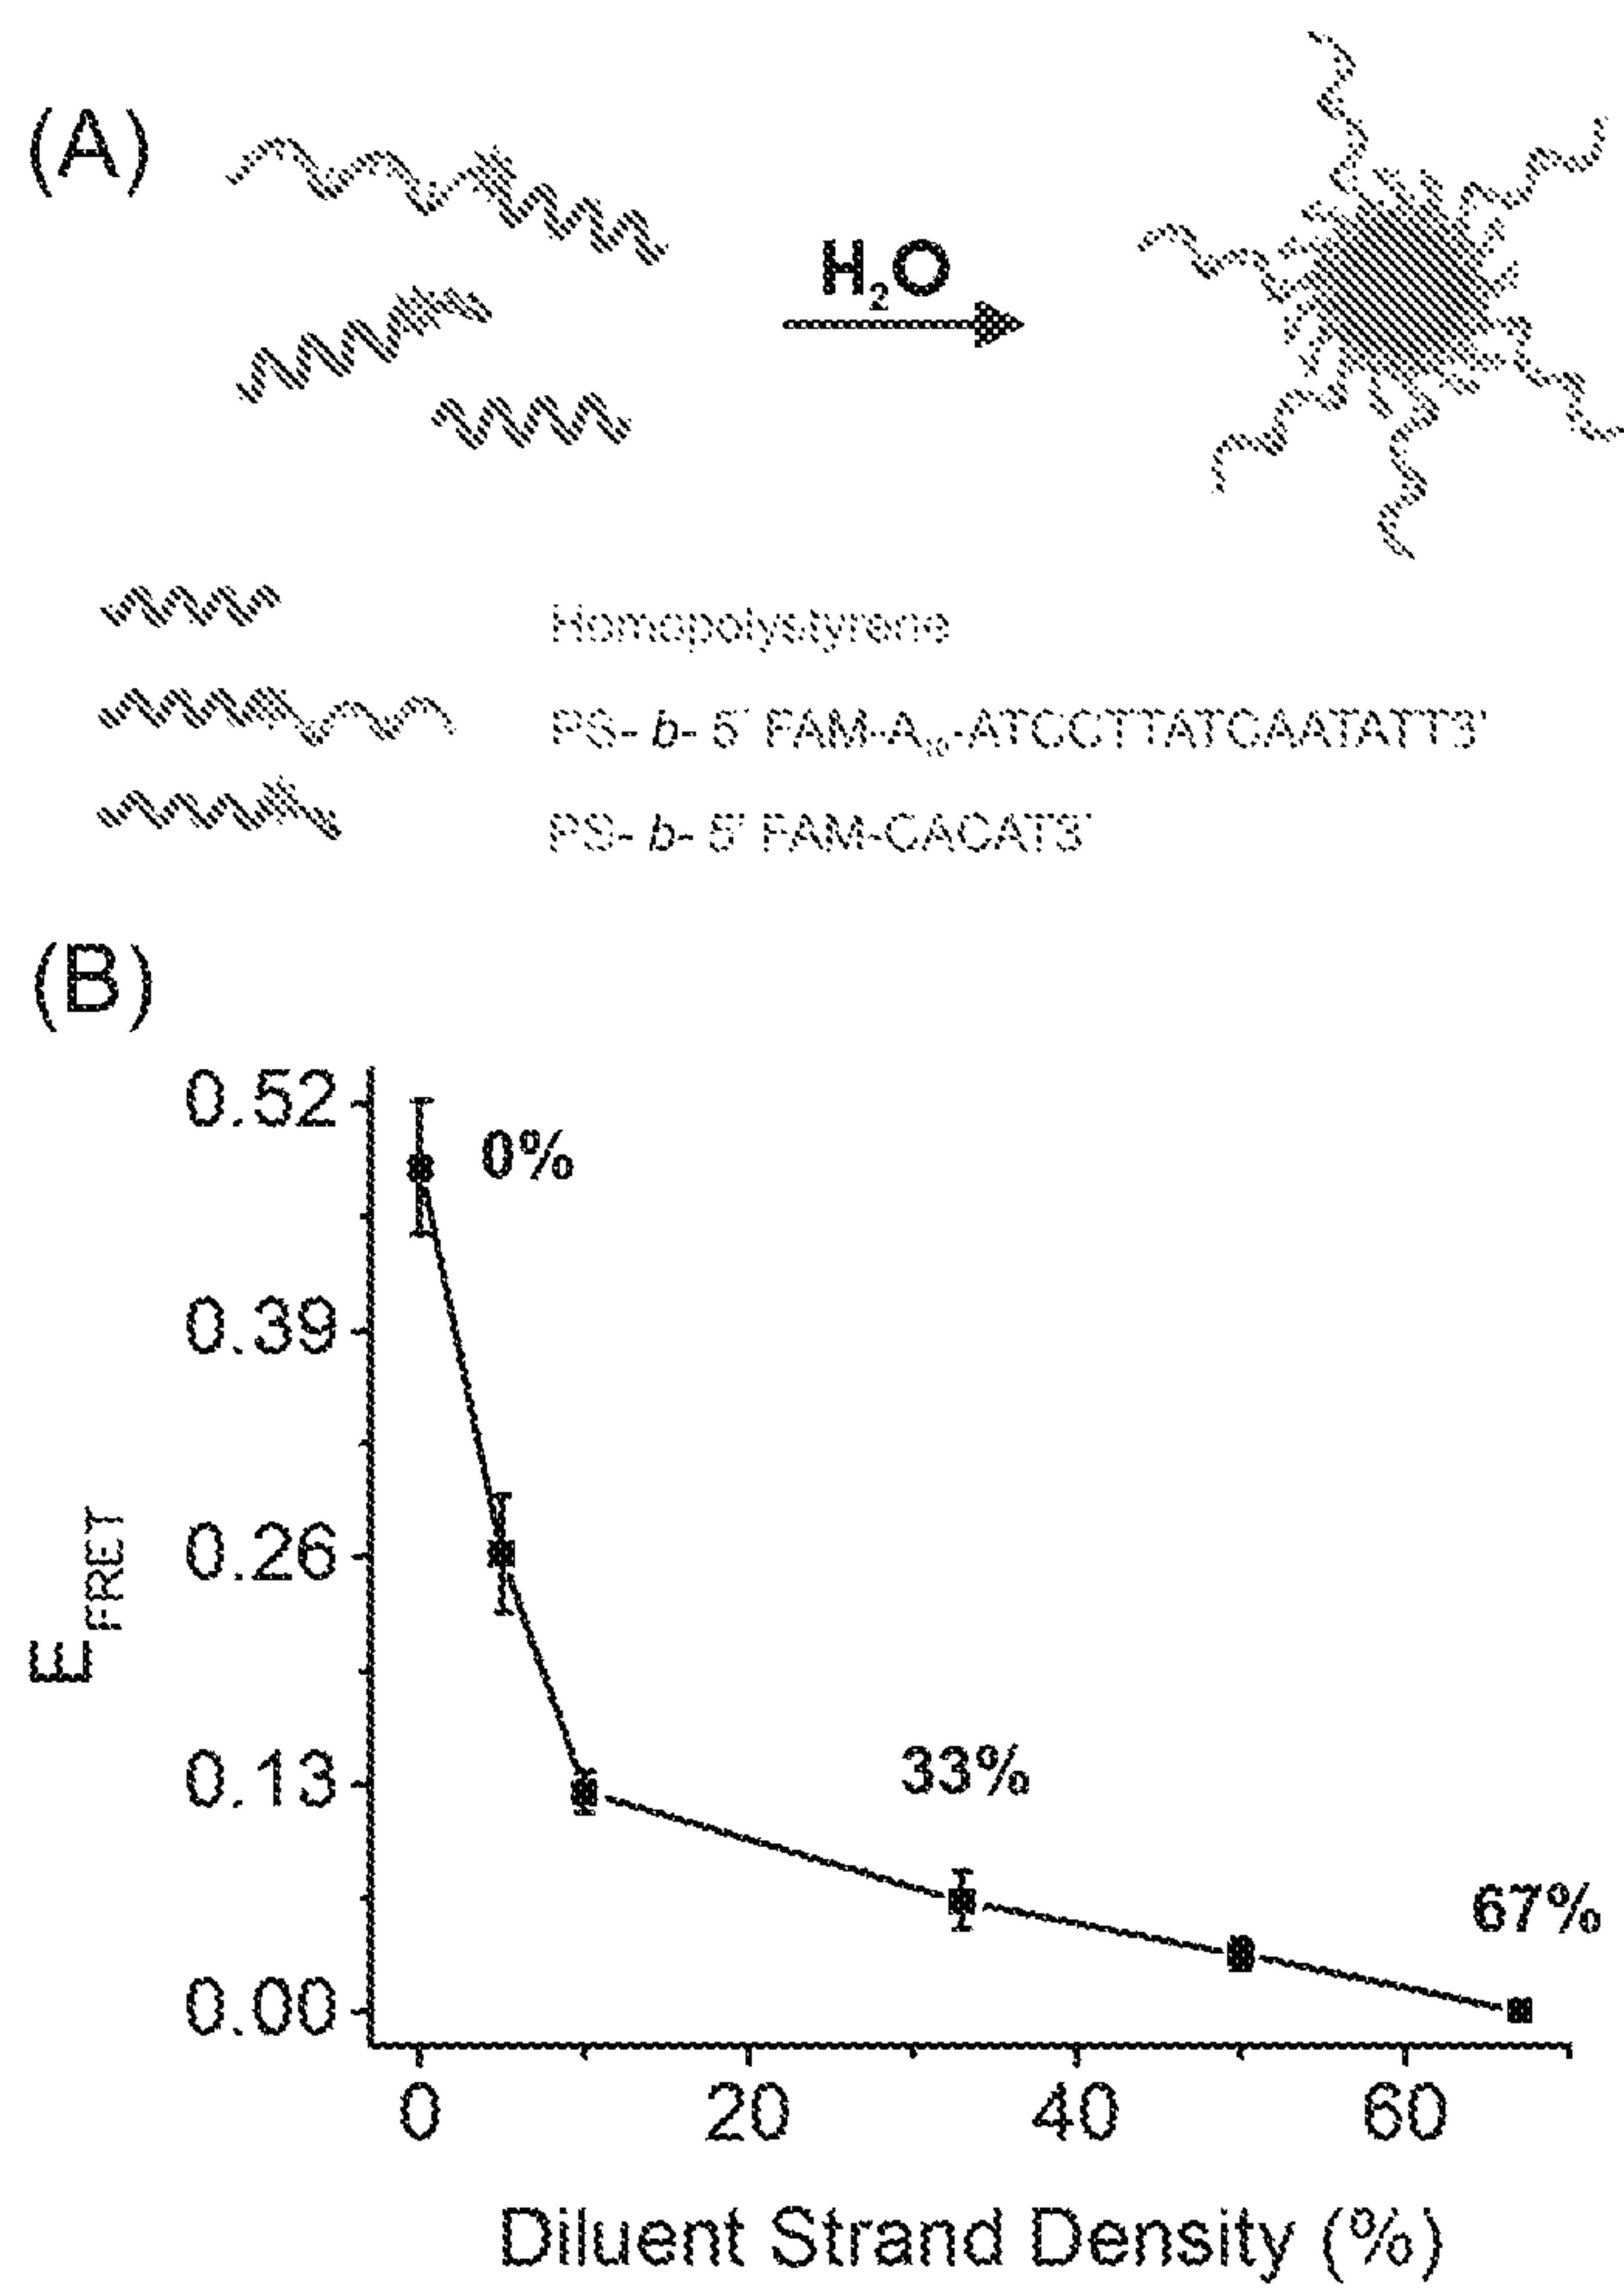 (A)
H₂O
Homopolystyrene
PS- b- 5' FAM-A₁₀-ATCCTTATCAATATT3'
PS- b- 5' FAM-CACAT3'
(B)
0.52
0%
0.39
0.26
0.13
33%
67%
0.00
E FRET
0 20 40 60
Diluent Strand Density (%)